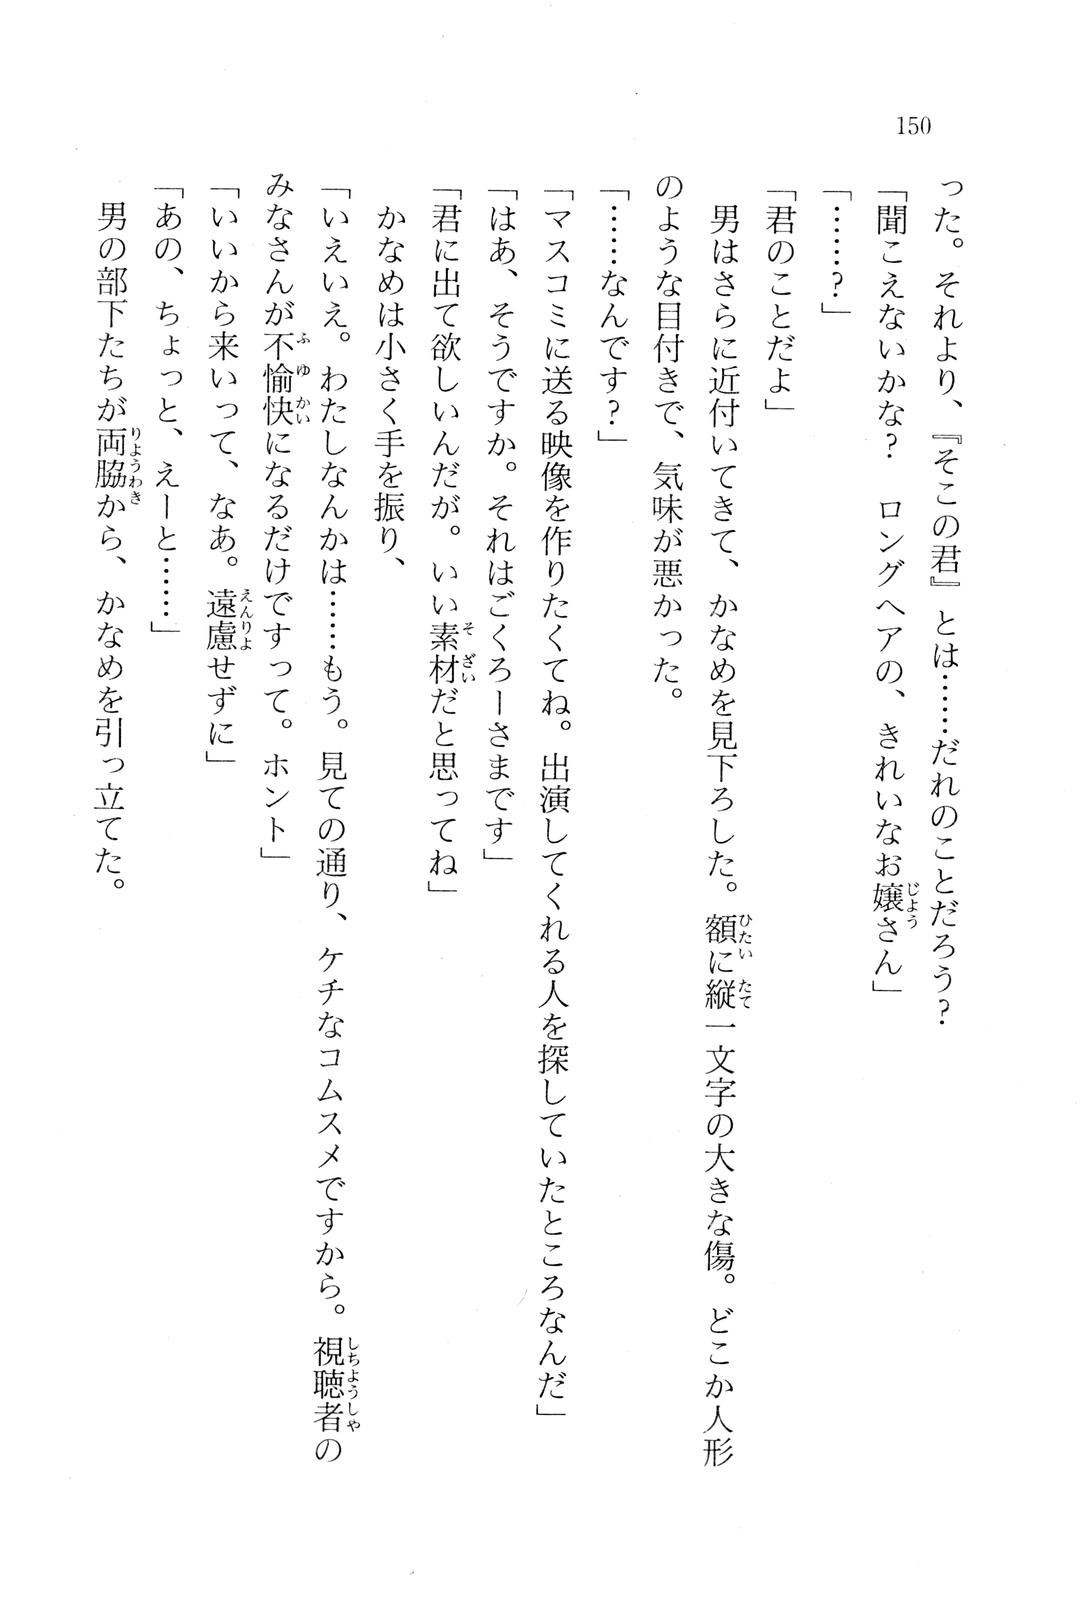 150
った。それより、『そこの君』とは……だれのことだろう?
「聞こえないかな? ロングヘアの、きれいなお嬢さん」
「……?」
「君のことだよ」
男はさらに近付いてきて、かなめを見下ろした。額に縦一文字の大きな傷。どこか人形
のような目付きで、気味が悪かった。
「……なんです?」
「マスコミに送る映像を作りたくてね。出演してくれる人を探していたところなんだ」
「はあ、そうですか。それはごくろーさまです」
「君に出て欲しいんだが。いい素材だと思ってね」
かなめは小さく手を振り、
「いえいえ。わたしなんかは……もう。見ての通り、ケチなコムスメですから。視聴者の
みなさんが不愉快になるだけですって。ホント」
「いいから来いって、なあ。遠慮せずに」
「あの、ちょっと、えーと……」
男の部下たちが両脇から、かなめを引っ立てた。